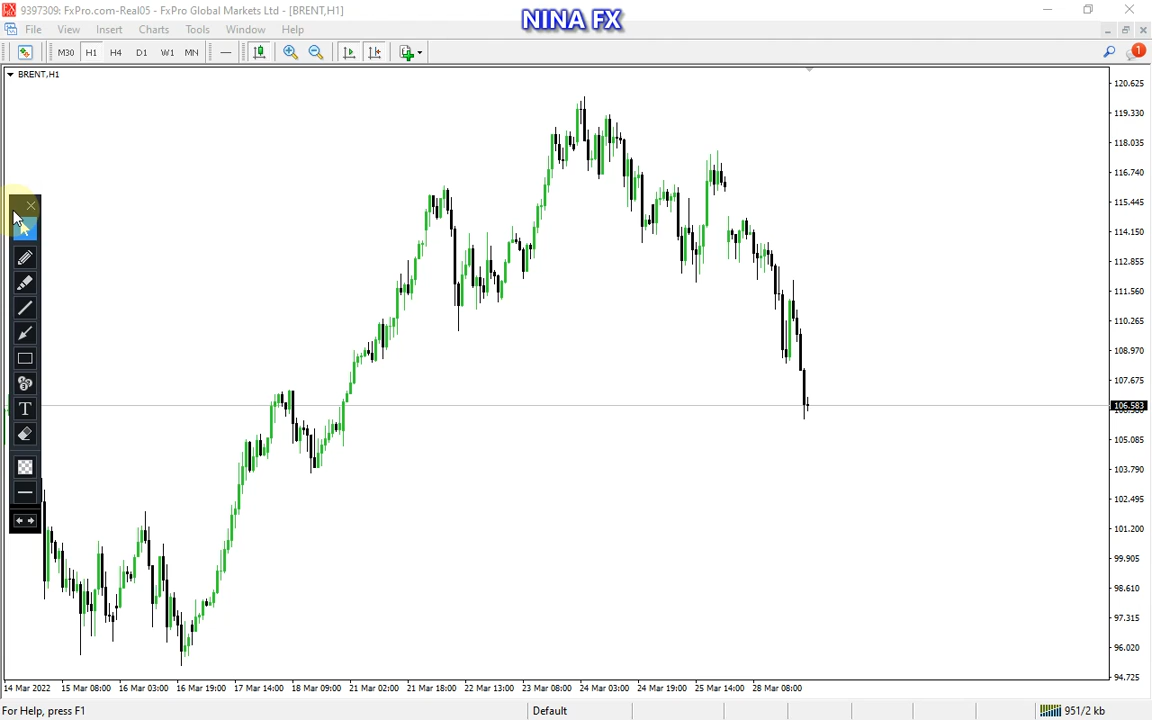 9397309: FxPro.com-Real05 - FxPro Global Markets Ltd - [BRENT,H1]
NINA FX
File View Insert Charts Tools Window Help
M30 H1 H4 D1 W1 MN
1
BRENT,H1
120.625
119.330
118.035
116.740
115.445
114.150
112.855
111.560
110.265
108.970
107.675
106.583
105.085
103.790
102.495
101.200
99.905
98.610
97.315
96.020
94.725
T
14 Mar 2022 15 Mar 08:00 16 Mar 03:00 16 Mar 19:00 17 Mar 14:00 18 Mar 09:00 21 Mar 02:00 21 Mar 18:00 22 Mar 13:00 23 Mar 08:00 24 Mar 03:00 24 Mar 19:00 25 Mar 14:00 28 Mar 08:00
For Help, press F1
Default
951/2 kb